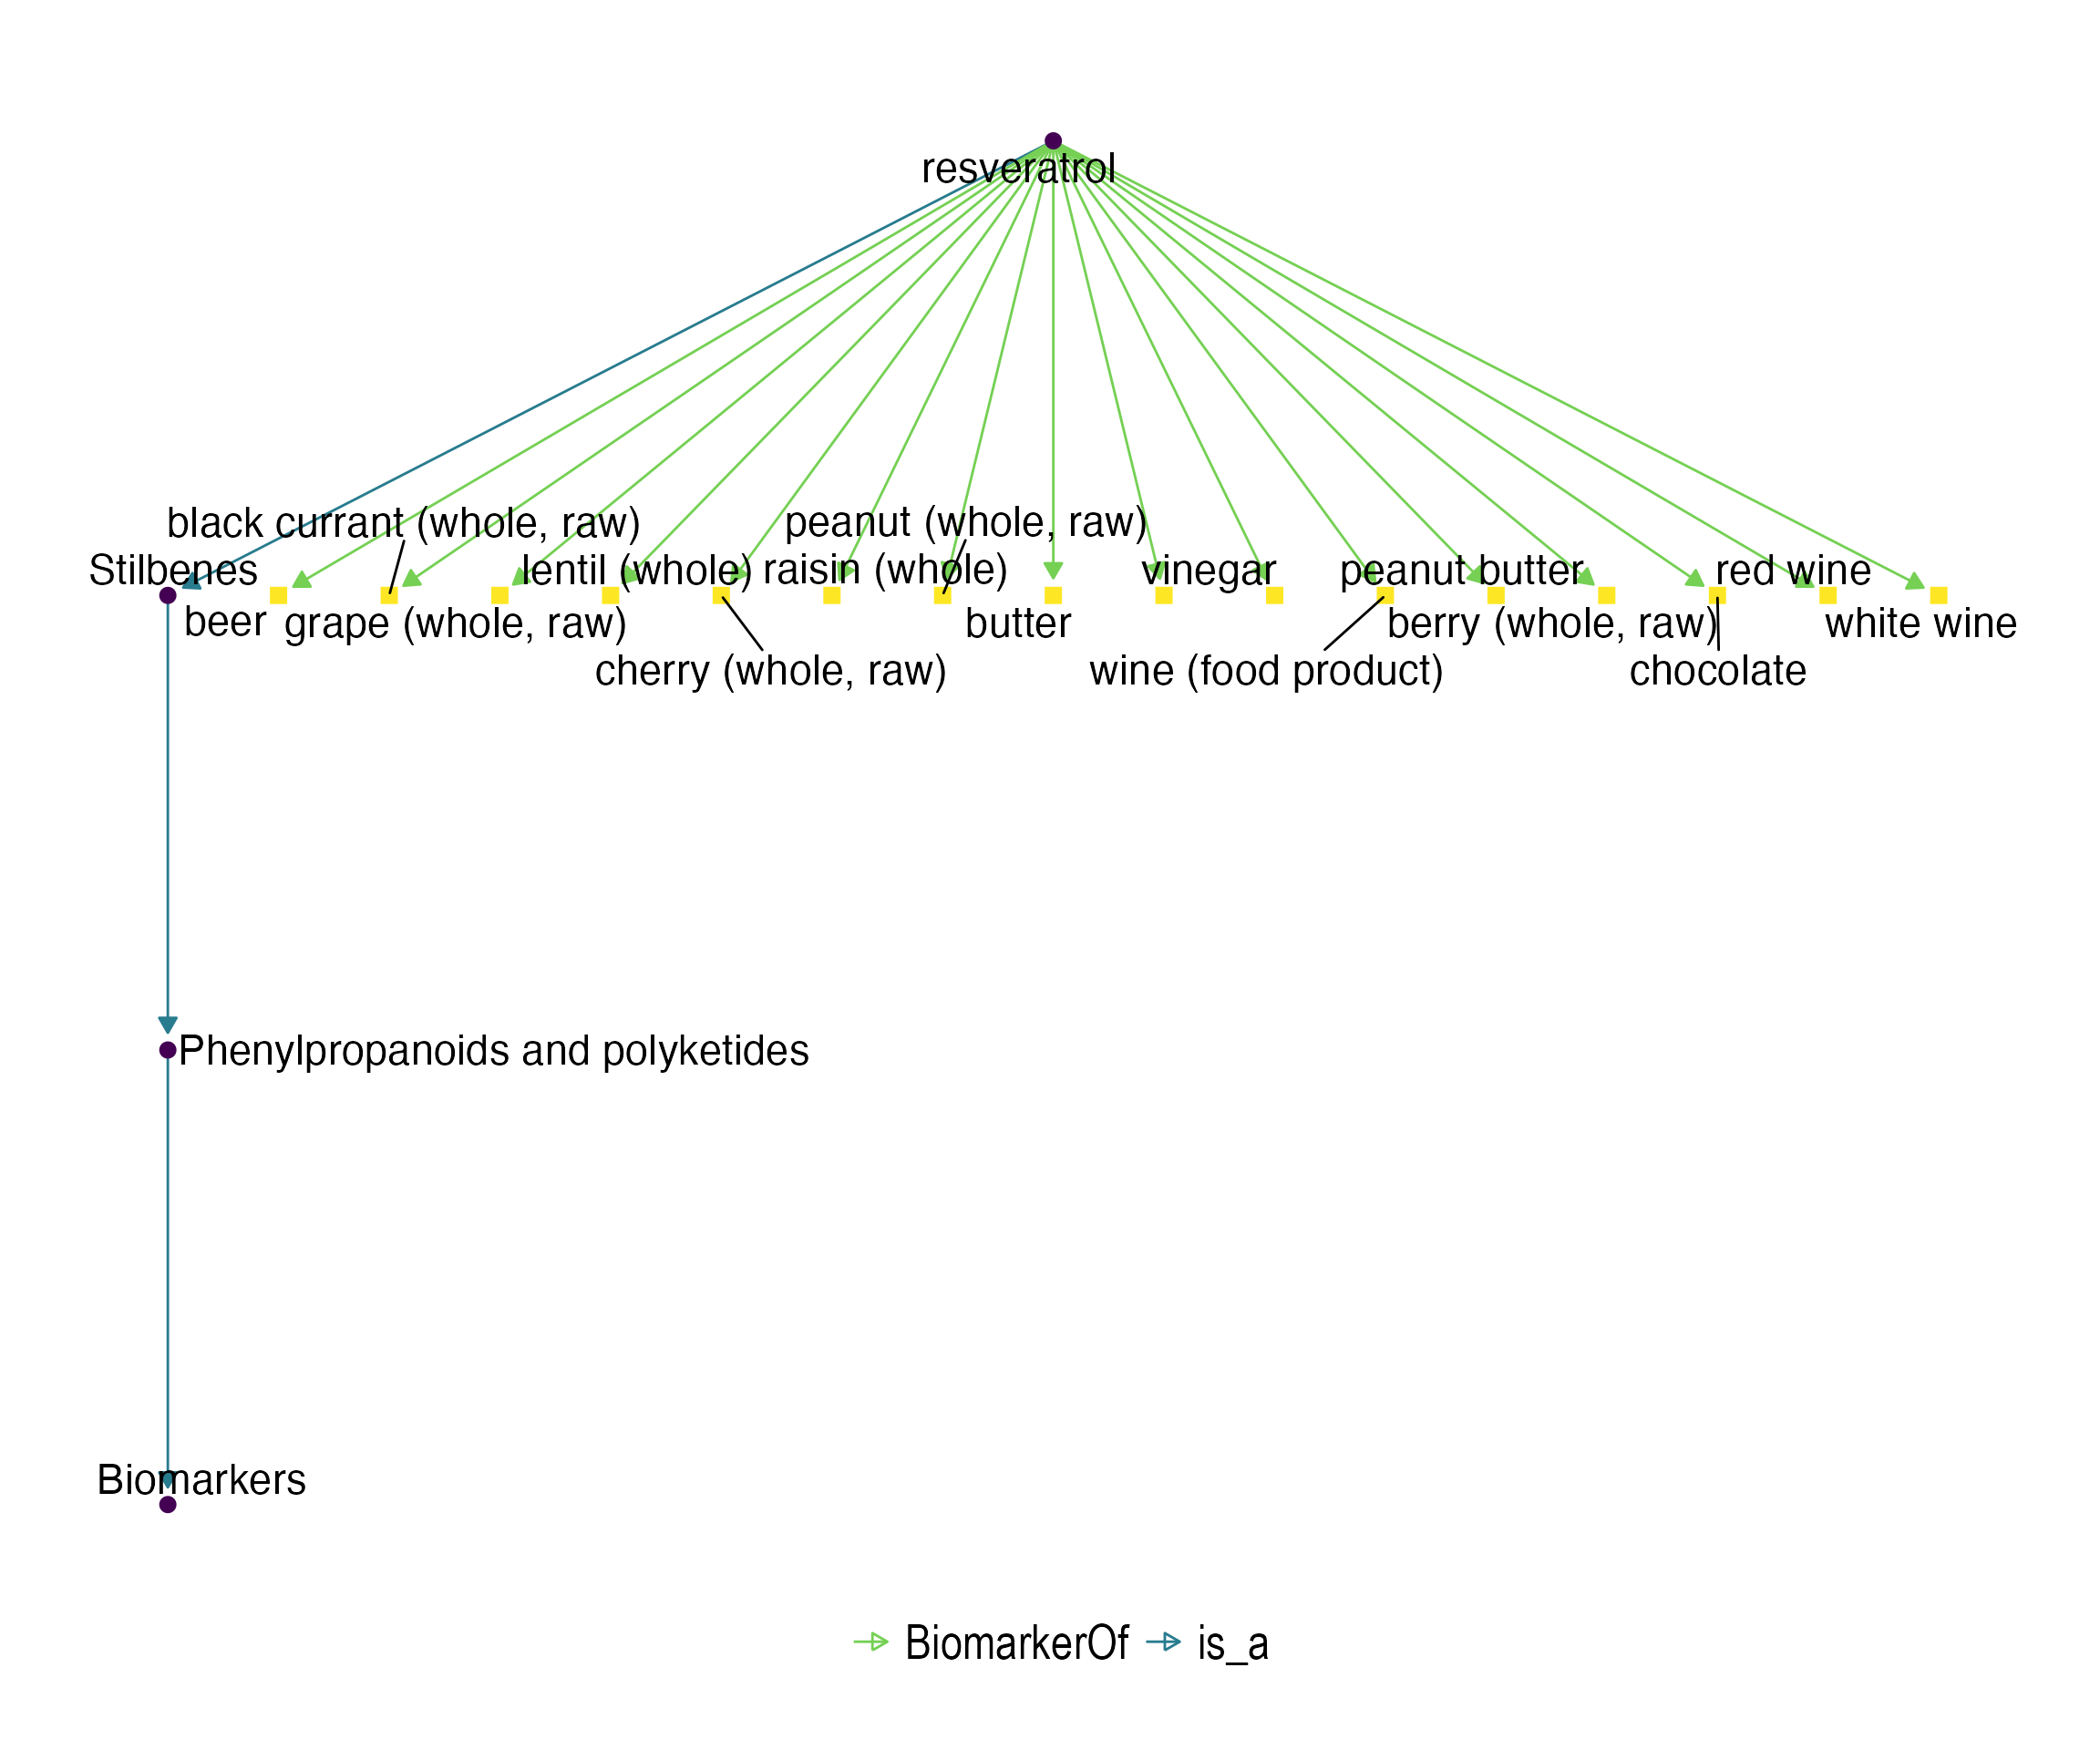 resveratrol
black currant (whole, raw)
peanut (whole, raw)
Stilbenes
lentil (whole)
raisin (whole)
vinegar
peanut butter
red wine
beer
grape (whole, raw)
butter
berry (whole, raw)
white wine
cherry (whole, raw)
wine (food product)
chocolate
Phenylpropanoids and polyketides
Biomarkers
BiomarkerOf
is_a